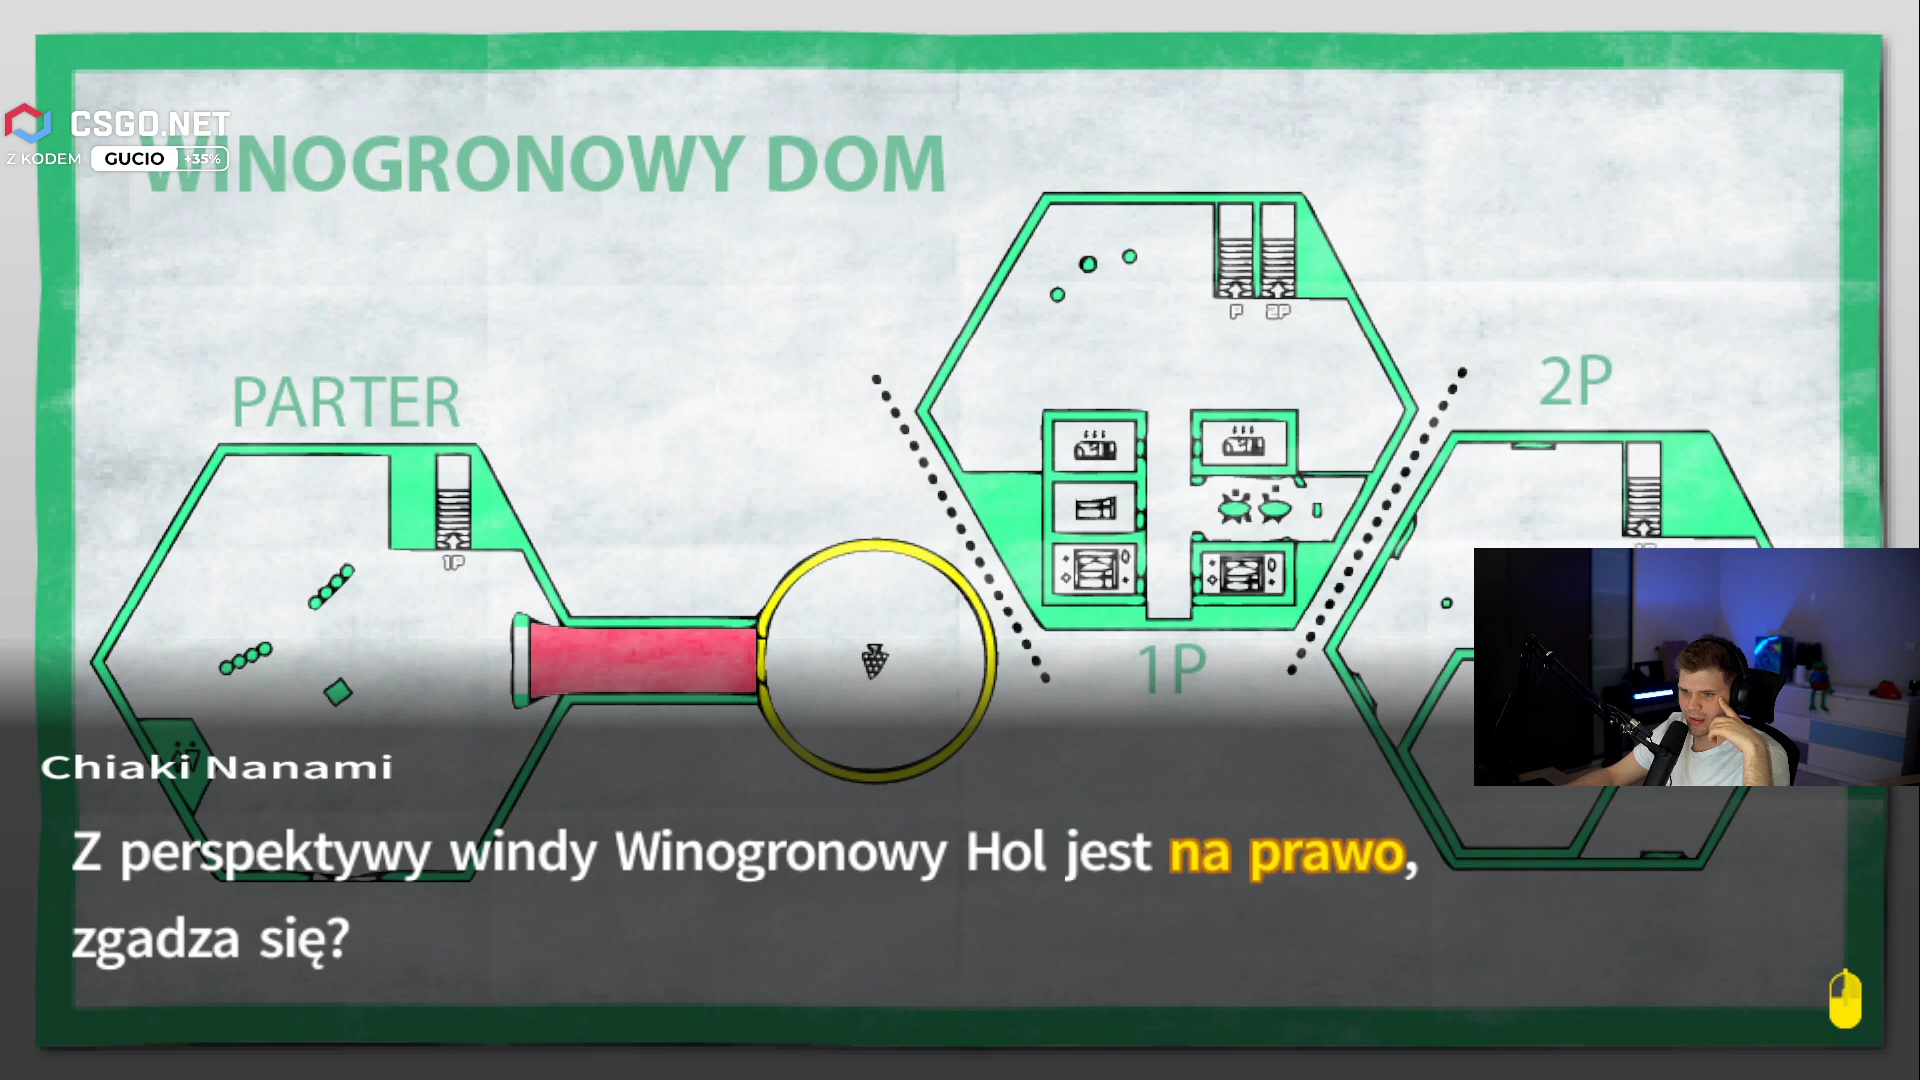 CSGO.NET
Z KODEM GUCIO +35%
WINOGRONOWY DOM
PARTER
1P
P 2P
1P
2P
Chiaki Nanami
Z perspektywy windy Winogronowy Hol jest na prawo,
zgadza się?